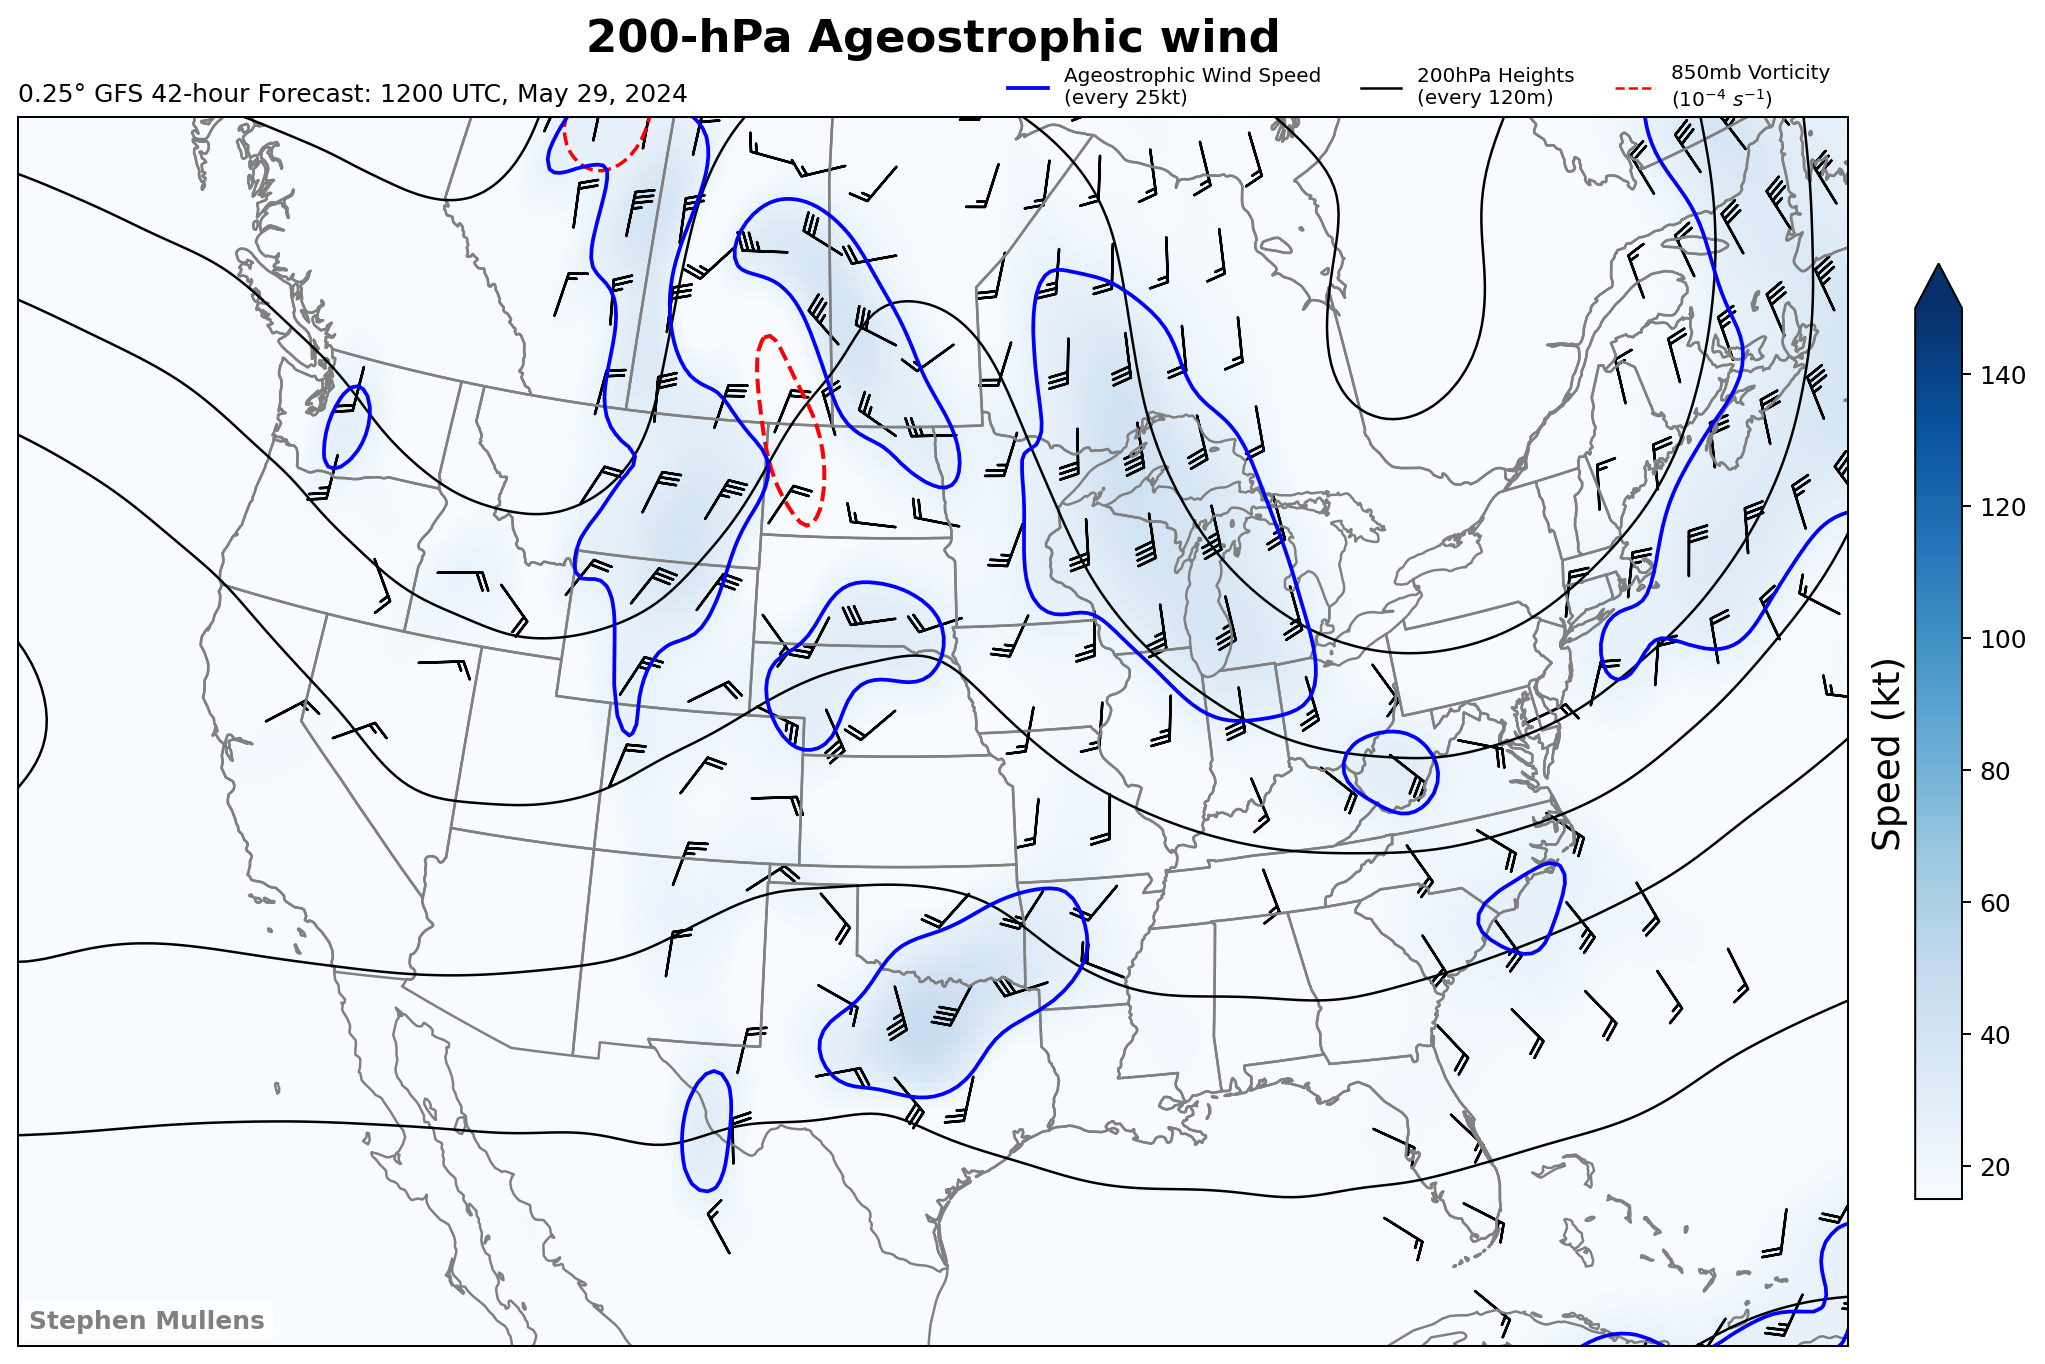 200-hPa Ageostrophic wind
0.25° GFS 42-hour Forecast: 1200 UTC, May 29, 2024
Ageostrophic Wind Speed
(every 25kt)
200hPa Heights
(every 120m)
850mb Vorticity
(10⁻⁴ s⁻¹)
140
120
100
80
60
40
20
Speed (kt)
Stephen Mullens